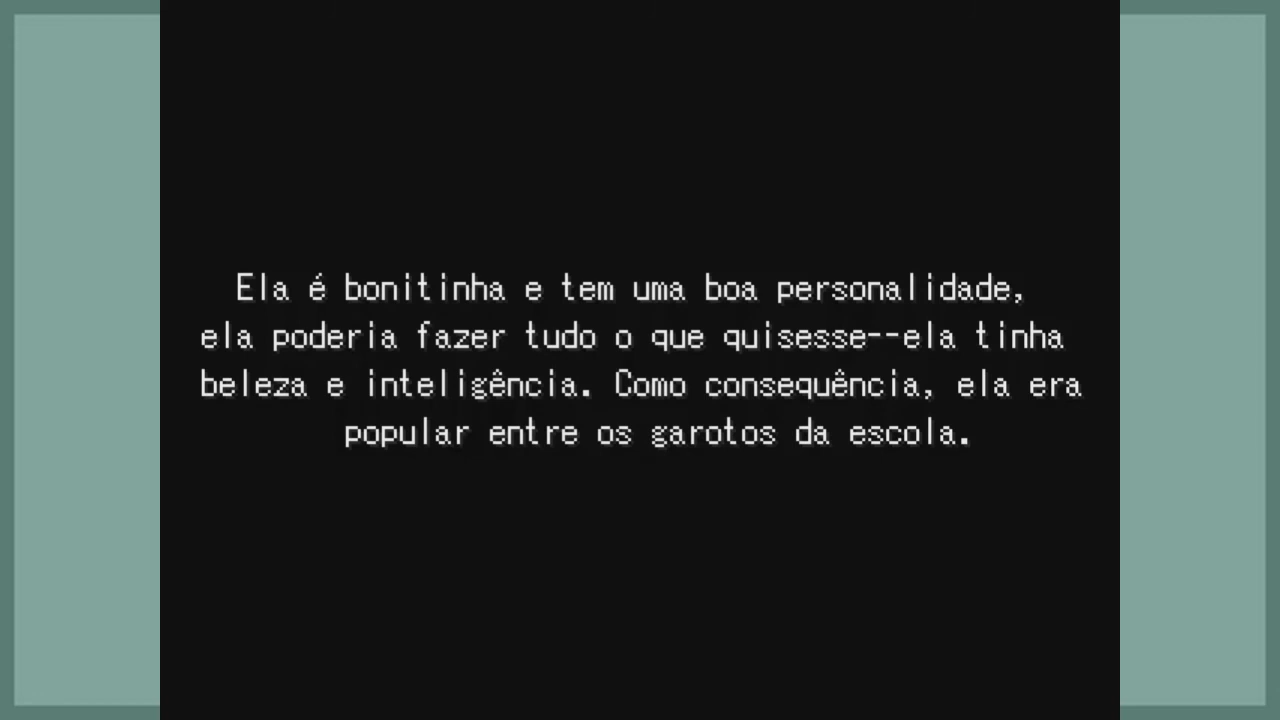 Ela é bonitinha e tem uma boa personalidade,
ela poderia fazer tudo o que quisesse--ela tinha
beleza e inteligência. Como consequência, ela era
popular entre os garotos da escola.